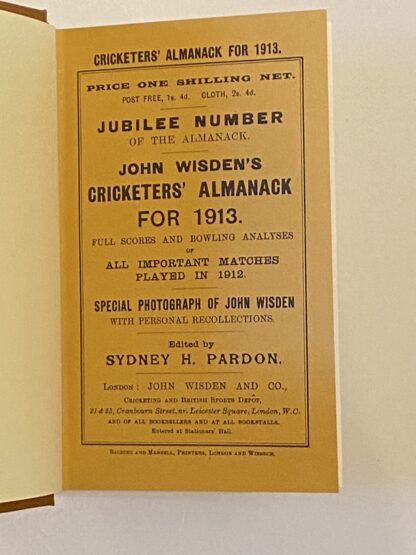 CRICKETERS' ALMANACK FOR 1913.
PRICE ONE SHILLING NET.
POST FREE, 1s. 4d. CLOTH, 2s. 4d.
JUBILEE NUMBER
OF THE ALMANACK.
JOHN WISDEN'S
CRICKETERS' ALMANACK
FOR 1913.
FULL SCORES AND BOWLING ANALYSES
OF
ALL IMPORTANT MATCHES
PLAYED IN 1912.
SPECIAL PHOTOGRAPH OF JOHN WISDEN
WITH PERSONAL RECOLLECTIONS.
Edited by
SYDNEY H. PARDON.
LONDON: JOHN WISDEN AND CO.,
CRICKETING AND BRITISH SPORTS DEPÔT,
21 & 23, Cranbourn Street, nr. Leicester Square, London, W.C.
AND OF ALL BOOKSELLERS AND AT ALL BOOKSTALLS.
Entered at Stationers' Hall.
BALDING AND MANSELL, PRINTERS, LONDON AND WISBECH.